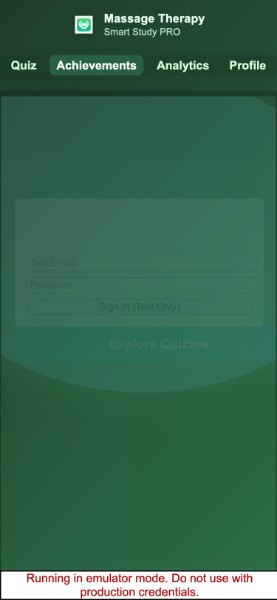 Massage Therapy
Smart Study PRO
Quiz
Achievements
Analytics
Profile
Test Email
Password
Sign in (Test Only)
Explore Quizzes
Running in emulator mode. Do not use with
production credentials.